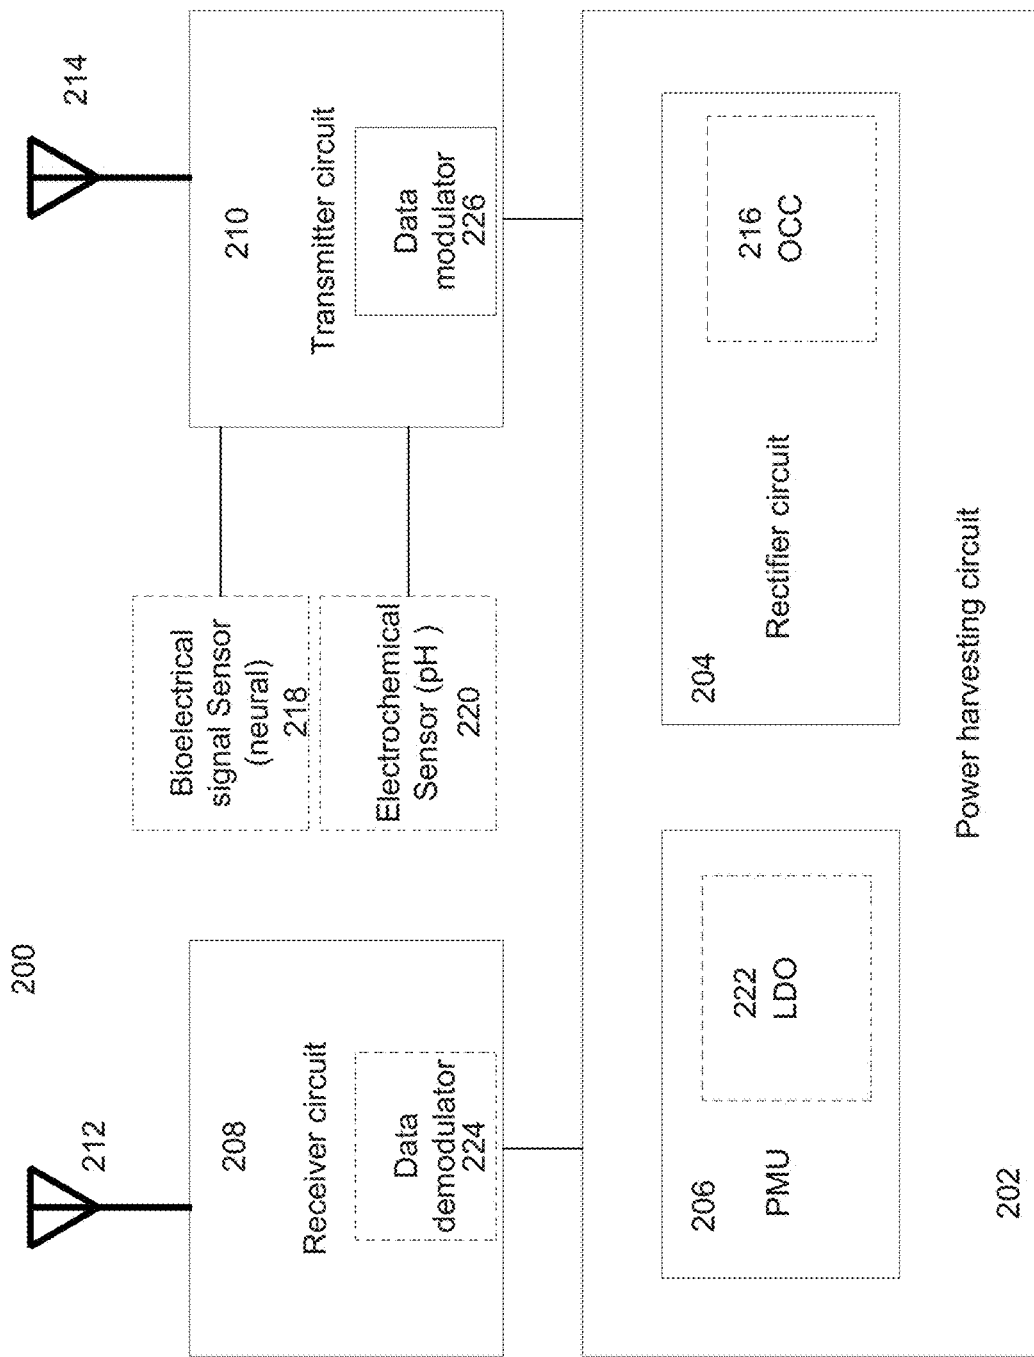 200
212
208
Receiver circuit
Data
demodulator
224
Bioelectrical
signal Sensor
(neural)
218
Electrochemical
Sensor (pH )
220
214
210
Transmitter circuit
Data
modulator
226
206
PMU
222
LDO
204
Rectifier circuit
216
OCC
202
Power harvesting circuit